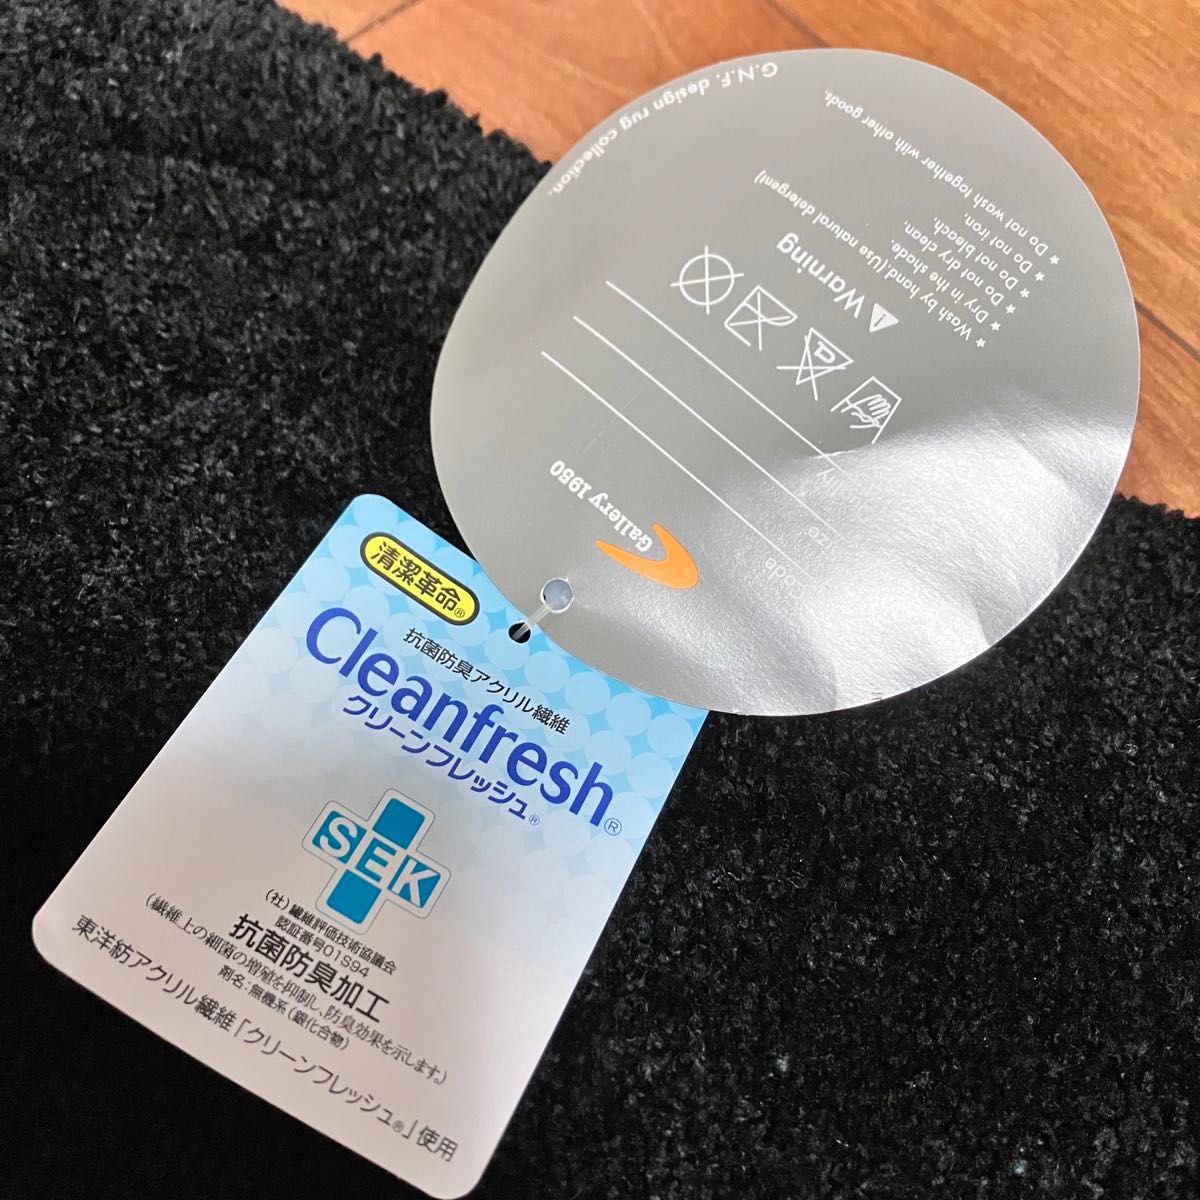 G.N.F. design rug collection.
Gallery 1950
⚠ Warning
★ Wash by hand (Use natural detergent)
★ Dry in the shade.
★ Do not dry clean.
★ Do not bleach.
★ Do not iron.
★ Do not wash together with other goods.
清潔革命®
抗菌防臭アクリル繊維
Cleanfresh®
クリーンフレッシュ®
SEK
(社)繊維評価技術協議会
認証番号01S94
抗菌防臭加工
(繊維上の細菌の増殖を抑制し、防臭効果を示します。)
剤名:無機系(銀化合物)
東洋紡アクリル繊維「クリーンフレッシュ®」使用